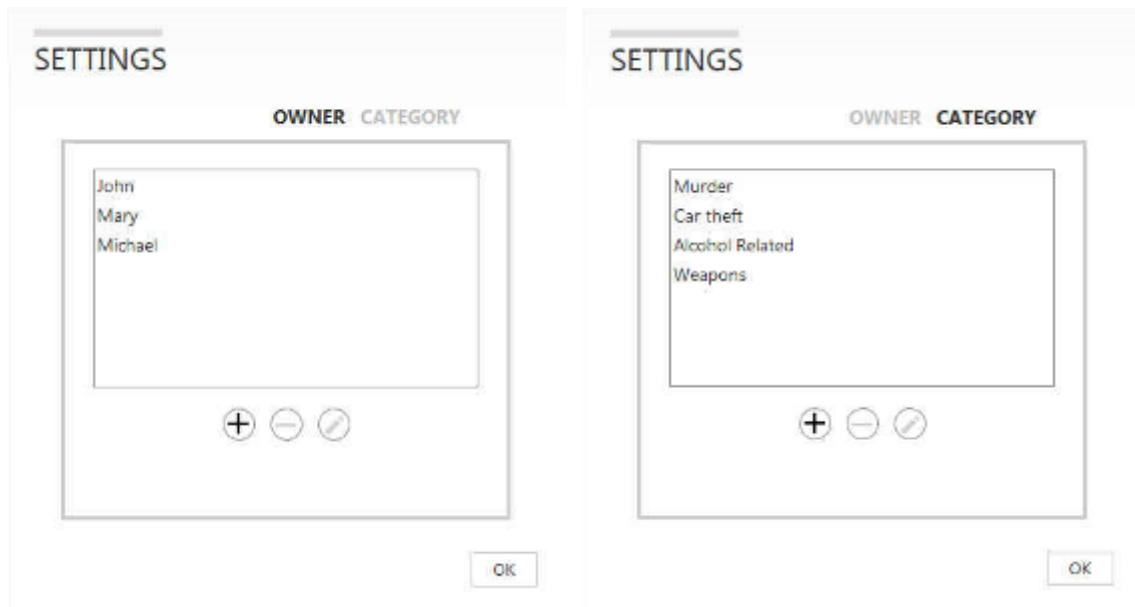 SETTINGS
OWNER CATEGORY
John
Mary
Michael
OK
SETTINGS
OWNER CATEGORY
Murder
Car theft
Alcohol Related
Weapons
OK